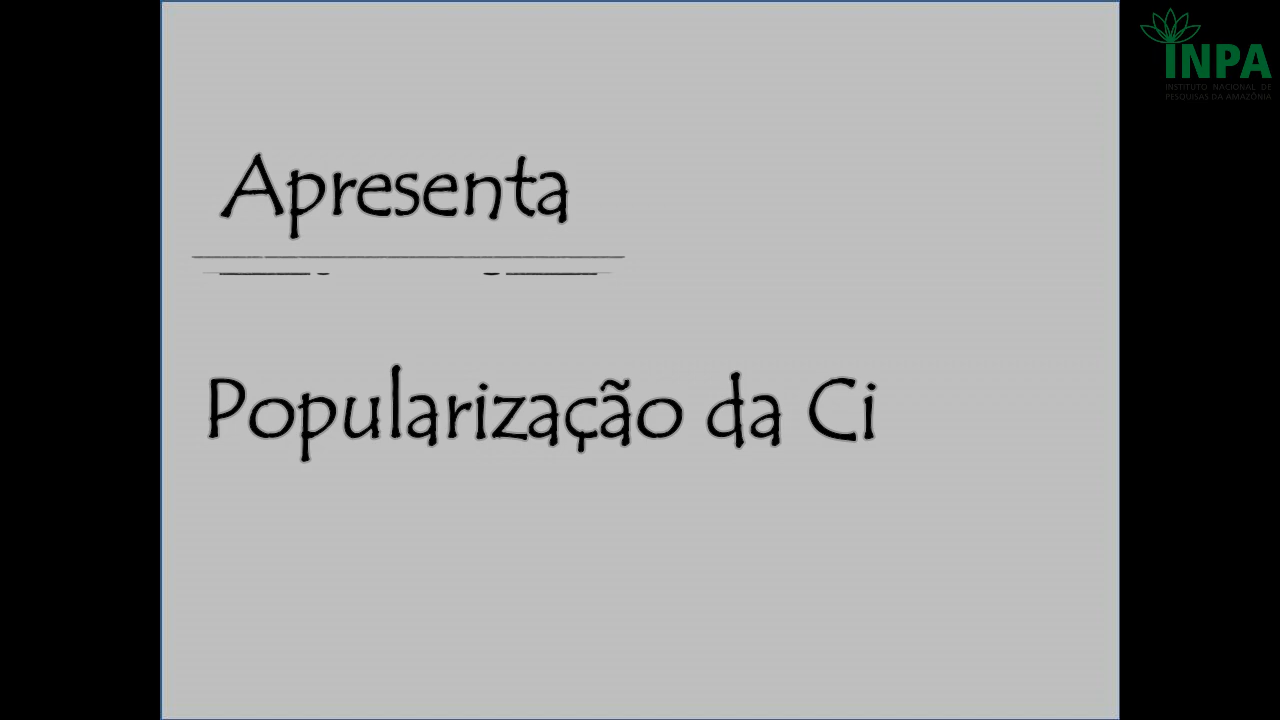 INPA
INSTITUTO NACIONAL DE
PESQUISAS DA AMAZÔNIA
Apresenta
Popularização da Ci